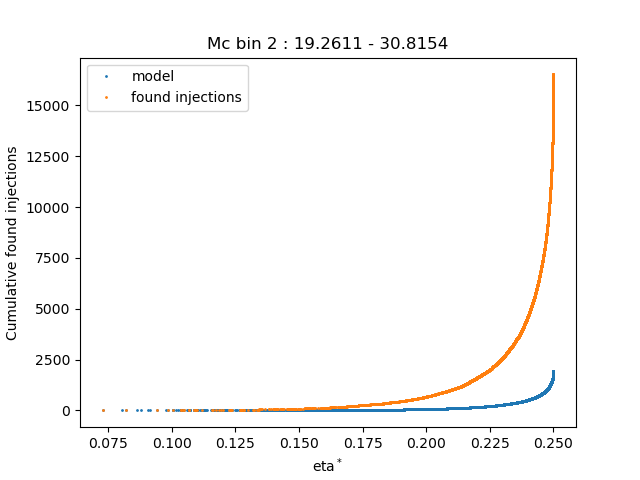 Mc bin 2 : 19.2611 - 30.8154
model
found injections
Cumulative found injections
15000
12500
10000
7500
5000
2500
0
0.075 0.100 0.125 0.150 0.175 0.200 0.225 0.250
eta*